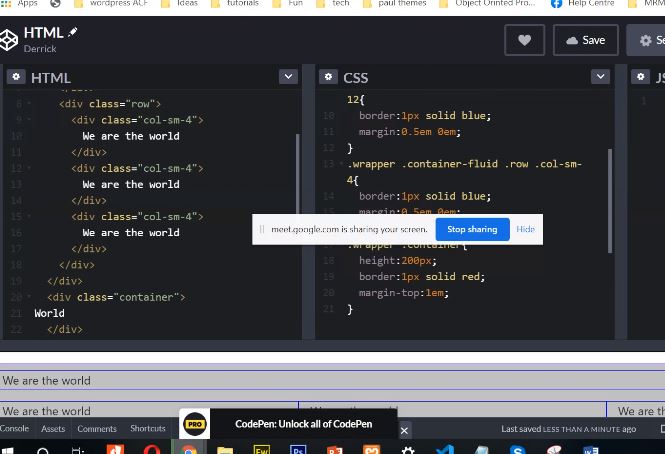 Apps
wordpress ACF
Ideas
tutorials
Fun
tech
paul themes
Object Orinted Pro...
Help Centre
MRM
HTML
Derrick
Save
Se
HTML
8 <div class="row">
9 <div class="col-sm-4">
10 We are the world
11 </div>
12 <div class="col-sm-4">
13 We are the world
14 </div>
15 <div class="col-sm-4">
16 We are the world
17 </div>
18 </div>
19 </div>
20 <div class="container">
21 World
22 </div>
CSS
12{
10 border:1px solid blue;
11 margin:0.5em 0em;
12 }
13 .wrapper .container-fluid .row .col-sm-
4{
14 border:1px solid blue;
15 margin:0.5em 0em;
meet.google.com is sharing your screen.
Stop sharing
Hide
.wrapper .container{
18 height:200px;
19 border:1px solid red;
20 margin-top:1em;
21 }
JS
1
We are the world
We are the world
We are the
Console
Assets
Comments
Shortcuts
PRO
CodePen: Unlock all of CodePen
Last saved LESS THAN A MINUTE ago